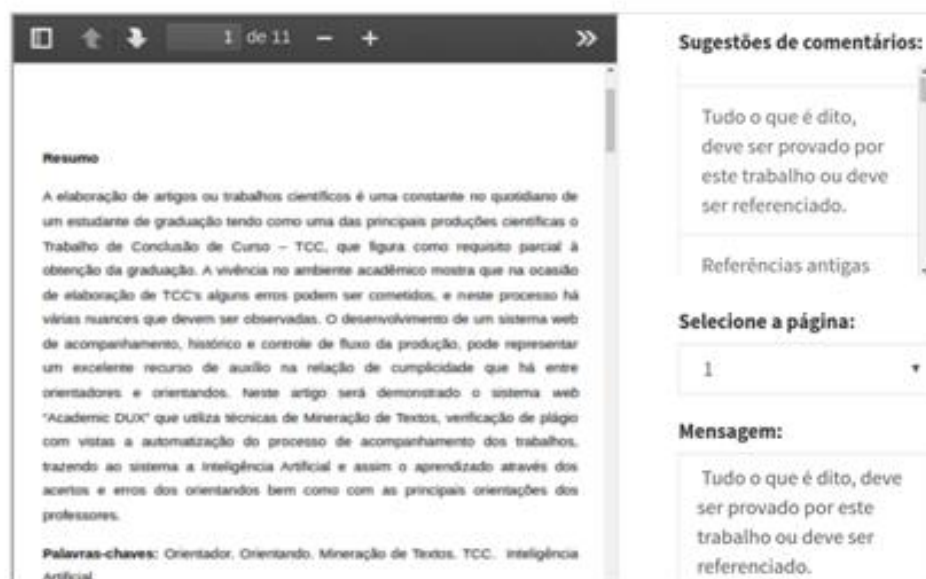 1 de 11
Resumo
A elaboração de artigos ou trabalhos científicos é uma constante no quotidiano de
um estudante de graduação tendo como uma das principais produções científicas o
Trabalho de Conclusão de Curso – TCC, que figura como requisito parcial à
obtenção da graduação. A vivência no ambiente acadêmico mostra que na ocasião
de elaboração de TCC's alguns erros podem ser cometidos, e neste processo há
várias nuances que devem ser observadas. O desenvolvimento de um sistema web
de acompanhamento, histórico e controle de fluxo da produção, pode representar
um excelente recurso de auxílio na relação de cumplicidade que há entre
orientadores e orientandos. Neste artigo será demonstrado o sistema web
"Academic DUX" que utiliza técnicas de Mineração de Textos, verificação de plágio
com vistas a automatização do processo de acompanhamento dos trabalhos,
trazendo ao sistema a Inteligência Artificial e assim o aprendizado através dos
acertos e erros dos orientandos bem como com as principais orientações dos
professores.
Palavras-chaves: Orientador. Orientando. Mineração de Textos. TCC. Inteligência
Artificial
Sugestões de comentários:
Tudo o que é dito,
deve ser provado por
este trabalho ou deve
ser referenciado.
Referências antigas
Selecione a página:
1
Mensagem:
Tudo o que é dito, deve
ser provado por este
trabalho ou deve ser
referenciado.